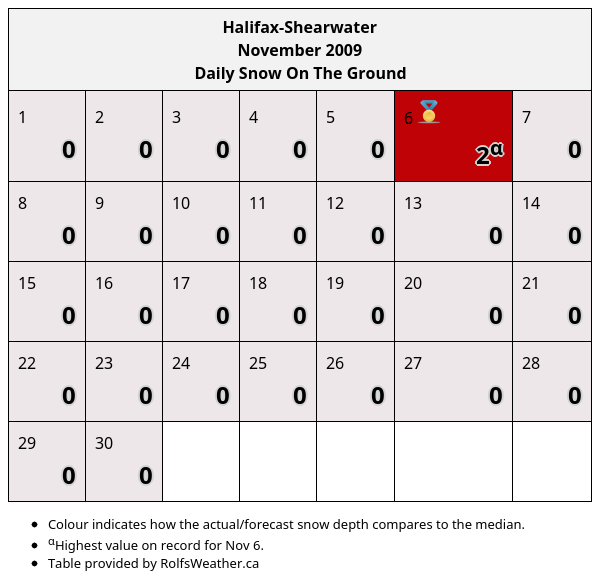 Halifax-Shearwater
November 2009
Daily Snow On The Ground
1 2 3 4 5 6 7
0 0 0 0 0 2α 0
8 9 10 11 12 13 14
0 0 0 0 0 0 0
15 16 17 18 19 20 21
0 0 0 0 0 0 0
22 23 24 25 26 27 28
0 0 0 0 0 0 0
29 30
0 0
Colour indicates how the actual/forecast snow depth compares to the median.
αHighest value on record for Nov 6.
Table provided by RolfsWeather.ca